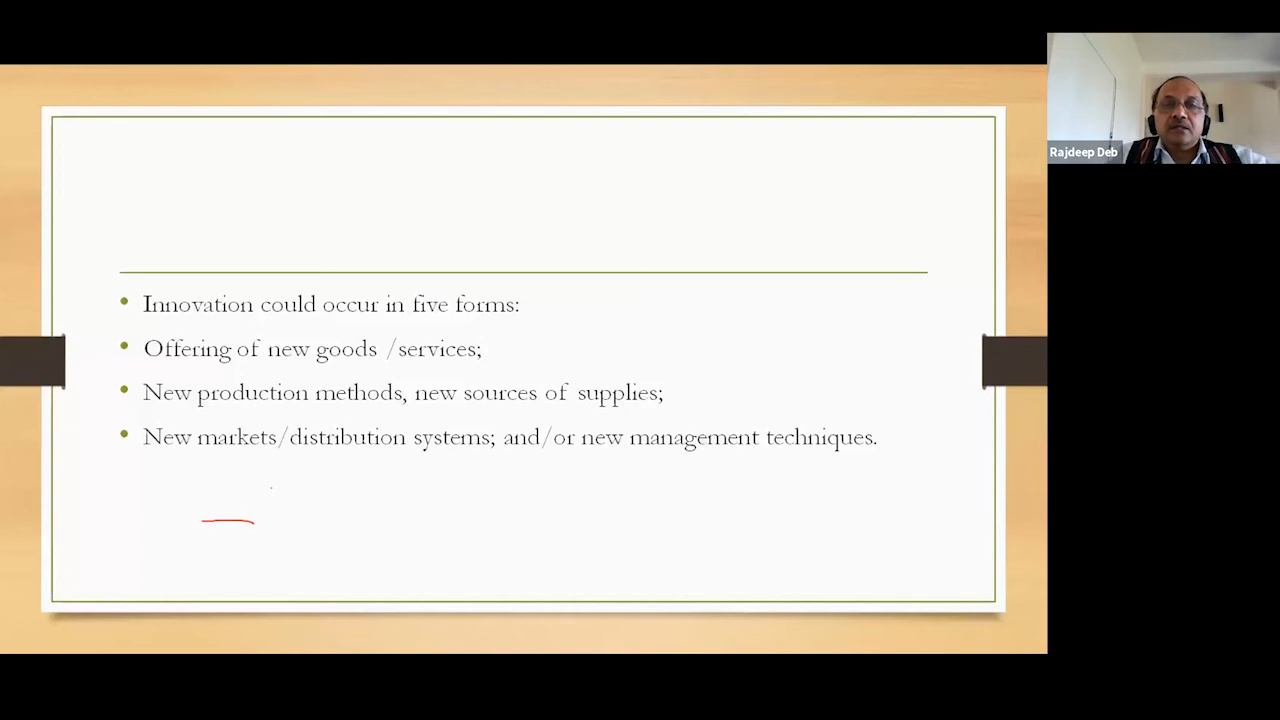 Rajdeep Deb
Innovation could occur in five forms:
Offering of new goods /services;
New production methods, new sources of supplies;
New markets/distribution systems; and/or new management techniques.